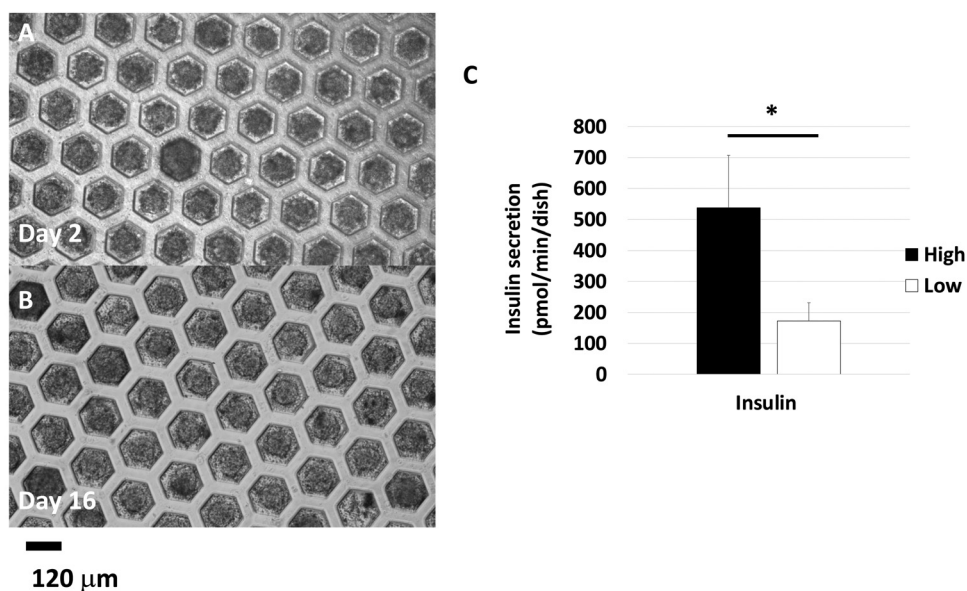 A
Day 2
B
Day 16
120 μm
C
*
Insulin secretion
(pmol/min/dish)
800
700
600
500
400
300
200
100
0
Insulin
High
Low